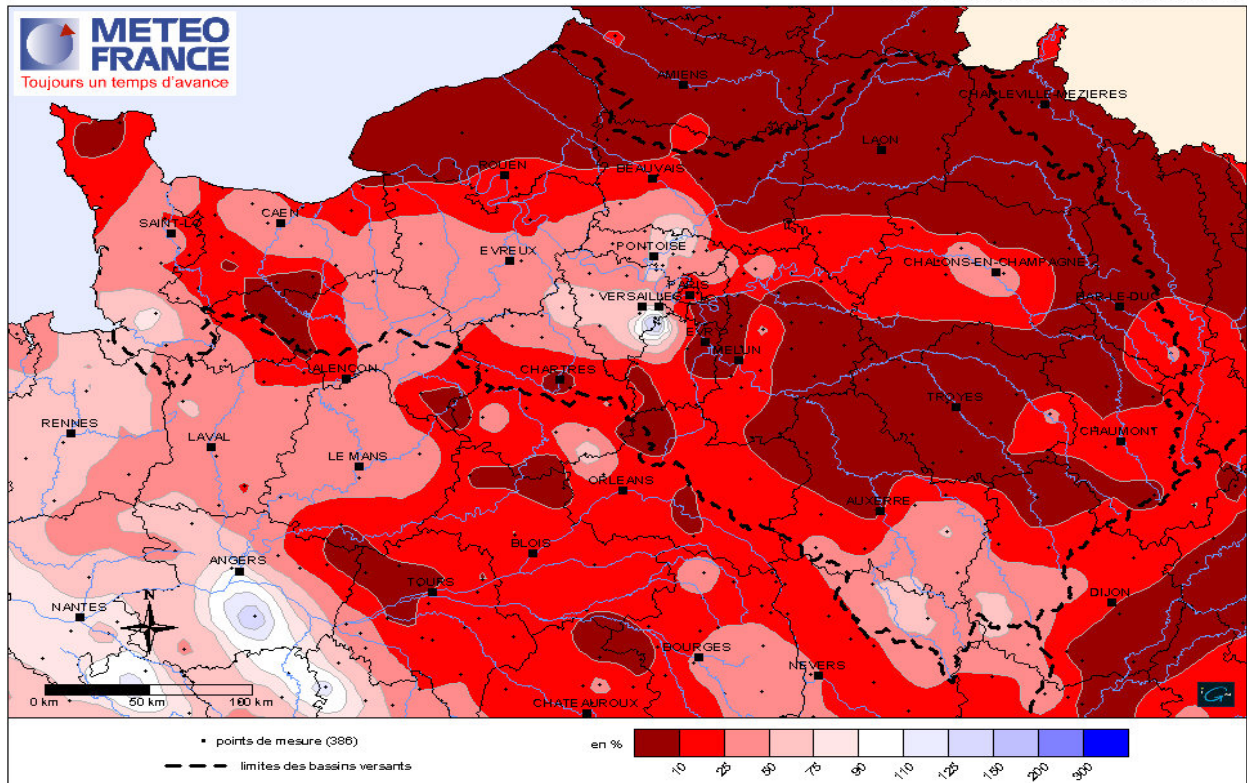 METEO
FRANCE
Toujours un temps d'avance
AMIENS
CHARLEVILLE-MEZIERES
LAON
ROUEN
BEAUVAIS
CAEN
SAINT-LO
EVREUX
PONTOISE
CHALONS-EN-CHAMPAGNE
PARIS
VERSAILLES
BAR-LE-DUC
EVRY
MELUN
ALENCON
CHARTRES
TROYES
RENNES
LAVAL
CHAUMONT
LE MANS
ORLEANS
AUXERRE
BLOIS
ANGERS
TOURS
DIJON
N
NANTES
BOURGES
NEVERS
0 km 50 km 100 km
CHATEAUROUX
points de mesure (386)
limites des bassins versants
en %
10 25 50 75 90 110 125 150 200 300